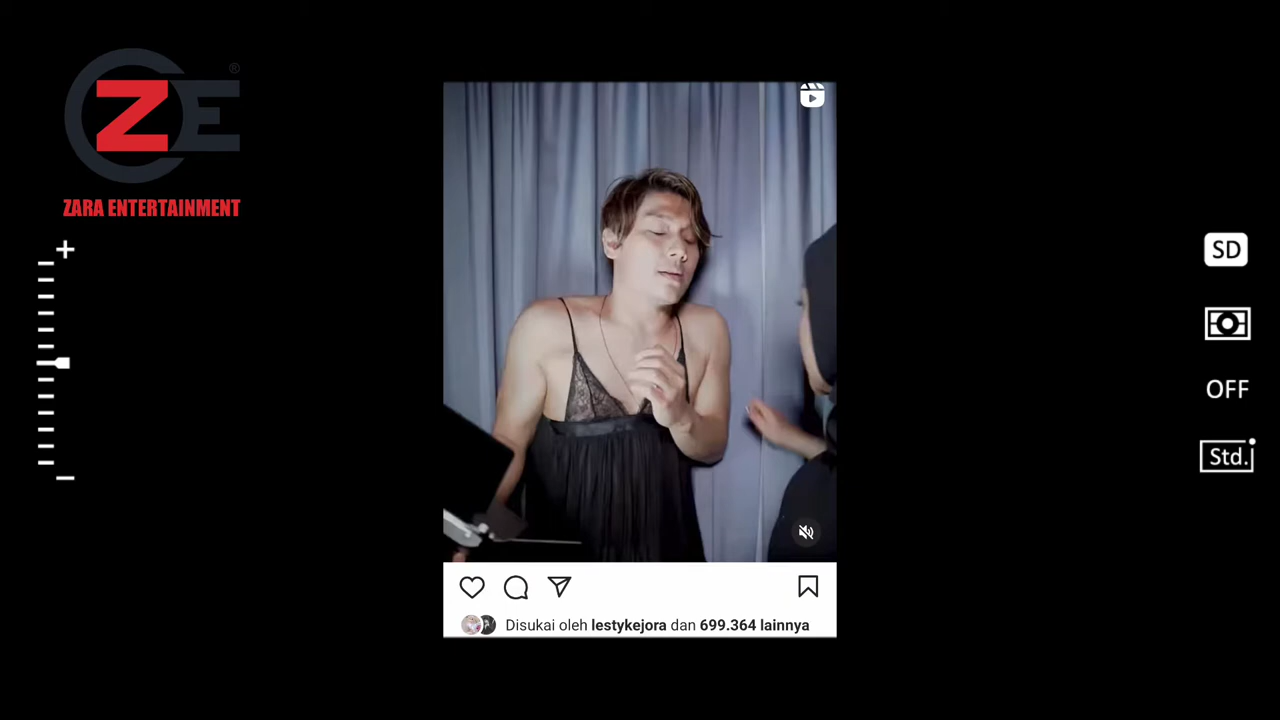 ZE ®
ZARA ENTERTAINMENT
SD
OFF
Std.
Disukai oleh lestykejora dan 699.364 lainnya